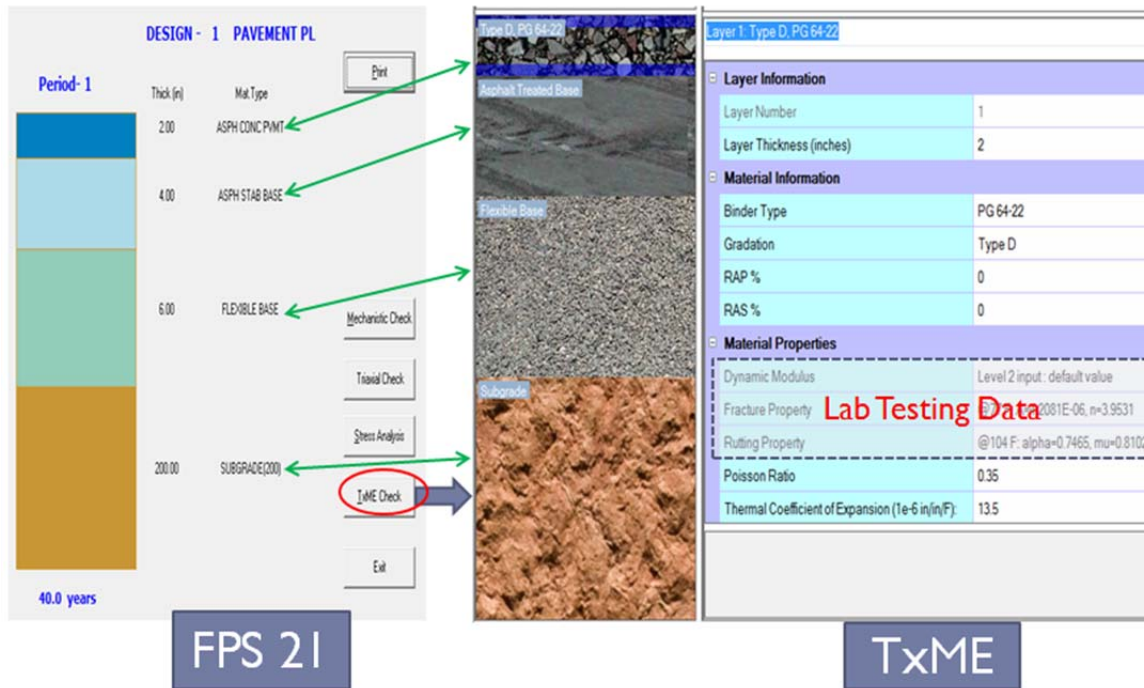 DESIGN - 1 PAVEMENT PL
Period- 1
Thick (in) Mat.Type
2.00 ASPH CONC PVMT
4.00 ASPH STAB BASE
6.00 FLEXIBLE BASE
200.00 SUBGRADE(200)
40.0 years
Print
Mechanistic Check
Triaxial Check
Stress Analysis
TxME Check
Exit
FPS 21
Type D, PG 64-22
Asphalt Treated Base
Flexible Base
Subgrade
Layer 1: Type D, PG 64-22
Layer Information
Layer Number 1
Layer Thickness (inches) 2
Material Information
Binder Type PG 64-22
Gradation Type D
RAP % 0
RAS % 0
Material Properties
Dynamic Modulus Level 2 input : default value
Fracture Property 2081E-06, n=3.9531
Lab Testing Data
Rutting Property @104 F: alpha=0.7465, mu=0.8102
Poisson Ratio 0.35
Thermal Coefficient of Expansion (1e-6 in/in/F): 13.5
TxME